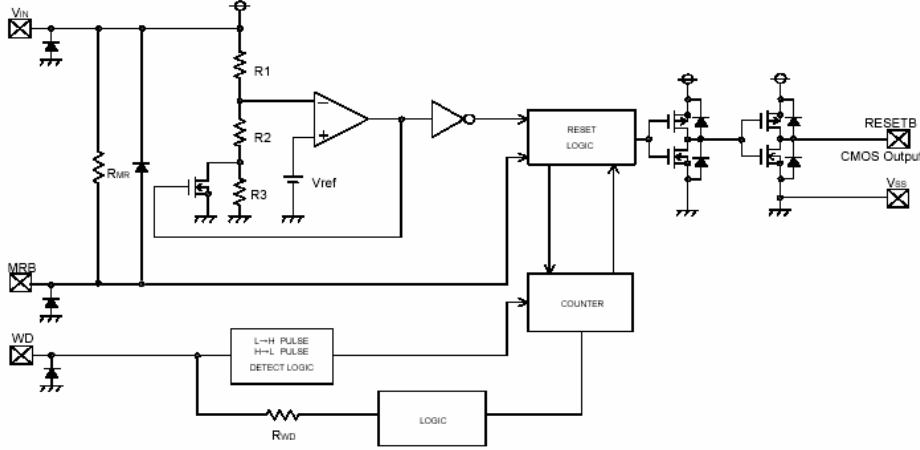 VIN
R1
R2
R3
RMR
Vref
−
+
RESET
LOGIC
RESETB
CMOS Output
VSS
MRB
COUNTER
WD
L→H PULSE
H→L PULSE
DETECT LOGIC
LOGIC
RWD